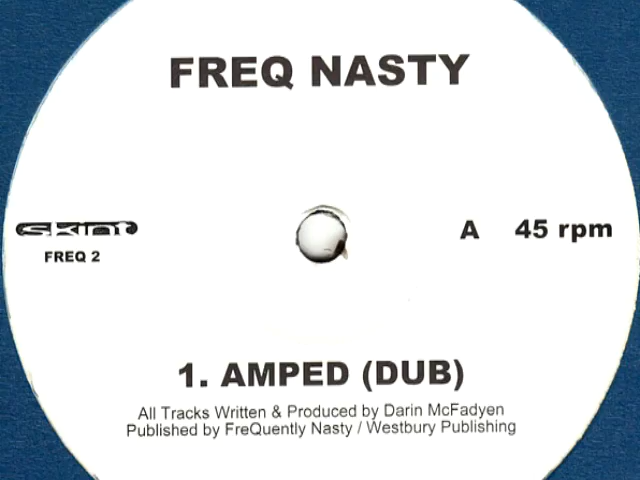 FREQ NASTY
skint
FREQ 2
A 45 rpm
1. AMPED (DUB)
All Tracks Written & Produced by Darin McFadyen
Published by FreQuently Nasty / Westbury Publishing